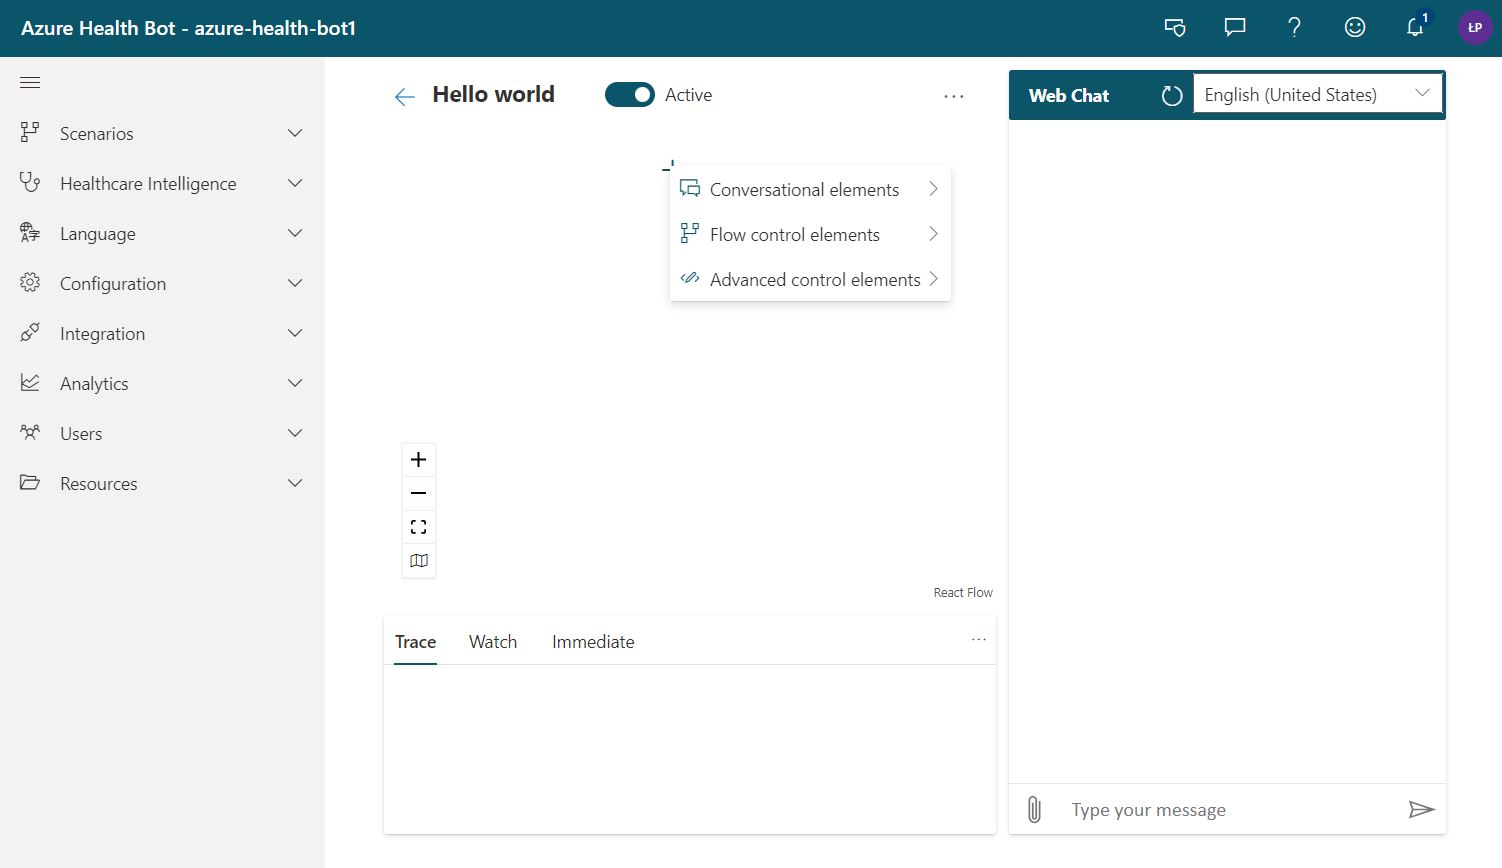 Azure Health Bot - azure-health-bot1
1
ŁP
Scenarios
Healthcare Intelligence
Language
Configuration
Integration
Analytics
Users
Resources
Hello world
Active
Conversational elements
Flow control elements
Advanced control elements
React Flow
Trace Watch Immediate
Web Chat
English (United States)
Type your message